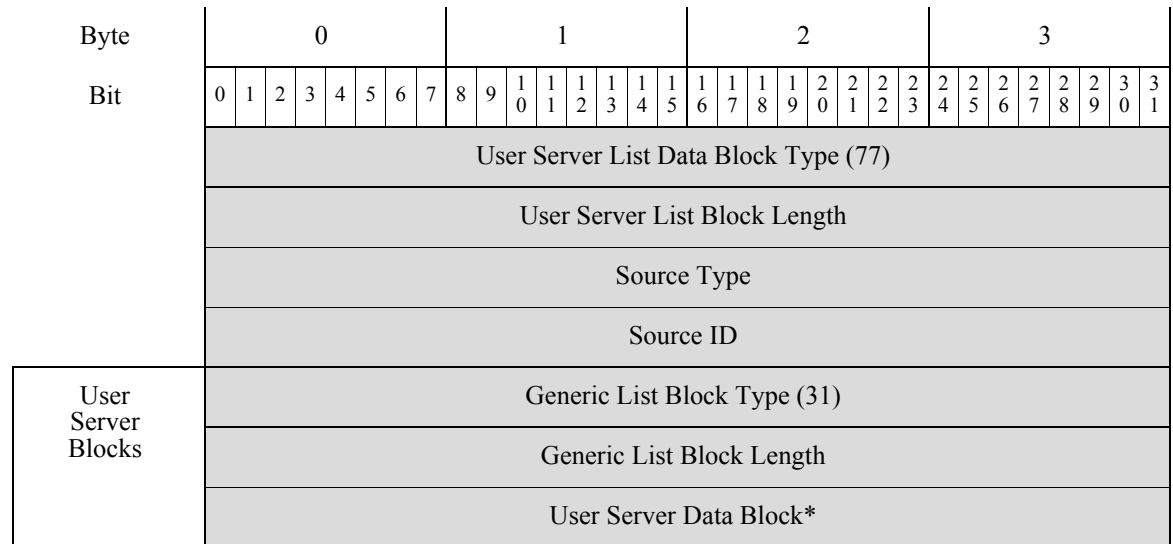 Byte 0 1 2 3
Bit 0 1 2 3 4 5 6 7 8 9 10 11 12 13 14 15 16 17 18 19 20 21 22 23 24 25 26 27 28 29 30 31
User Server List Data Block Type (77)
User Server List Block Length
Source Type
Source ID
User
Server
Blocks
Generic List Block Type (31)
Generic List Block Length
User Server Data Block*